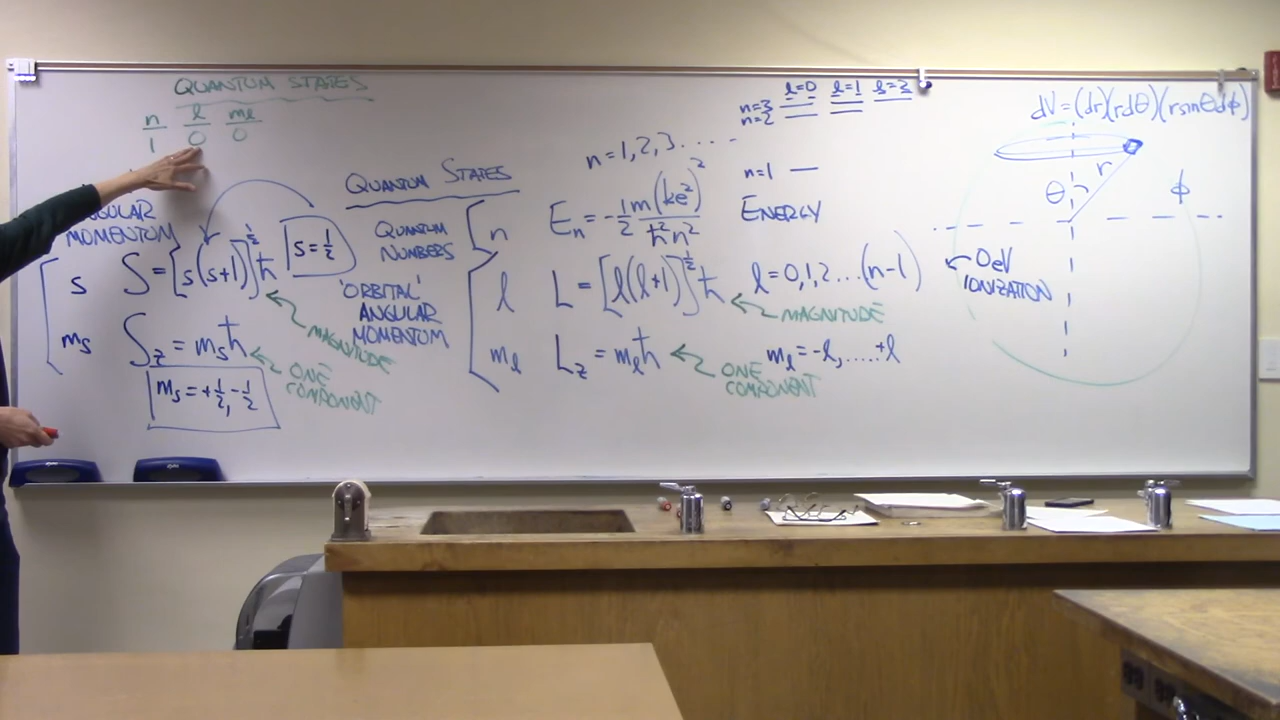 QUANTUM STATES
n l mₗ
1 0 0
ANGULAR
MOMENTUM
s S = [s(s+1)]^½ ħ
s = ½
MAGNITUDE
mₛ S_z = mₛħ
ONE
COMPONENT
mₛ = +½, -½
QUANTUM STATES
QUANTUM
NUMBERS
n = 1, 2, 3 . . . .
n Eₙ = -½ m(ke²)²/ħ²n²
ENERGY
'ORBITAL'
ANGULAR
MOMENTUM
l L = [l(l+1)]^½ ħ l = 0, 1, 2 ... (n-1)
MAGNITUDE
mₗ L_z = mₗħ mₗ = -l, ..... +l
ONE
COMPONENT
l=0 l=1 l=2
n=3
n=2
n=1
0eV
IONIZATION
dV = (dr)(rdθ)(rsinθdϕ)
r
θ
ϕ